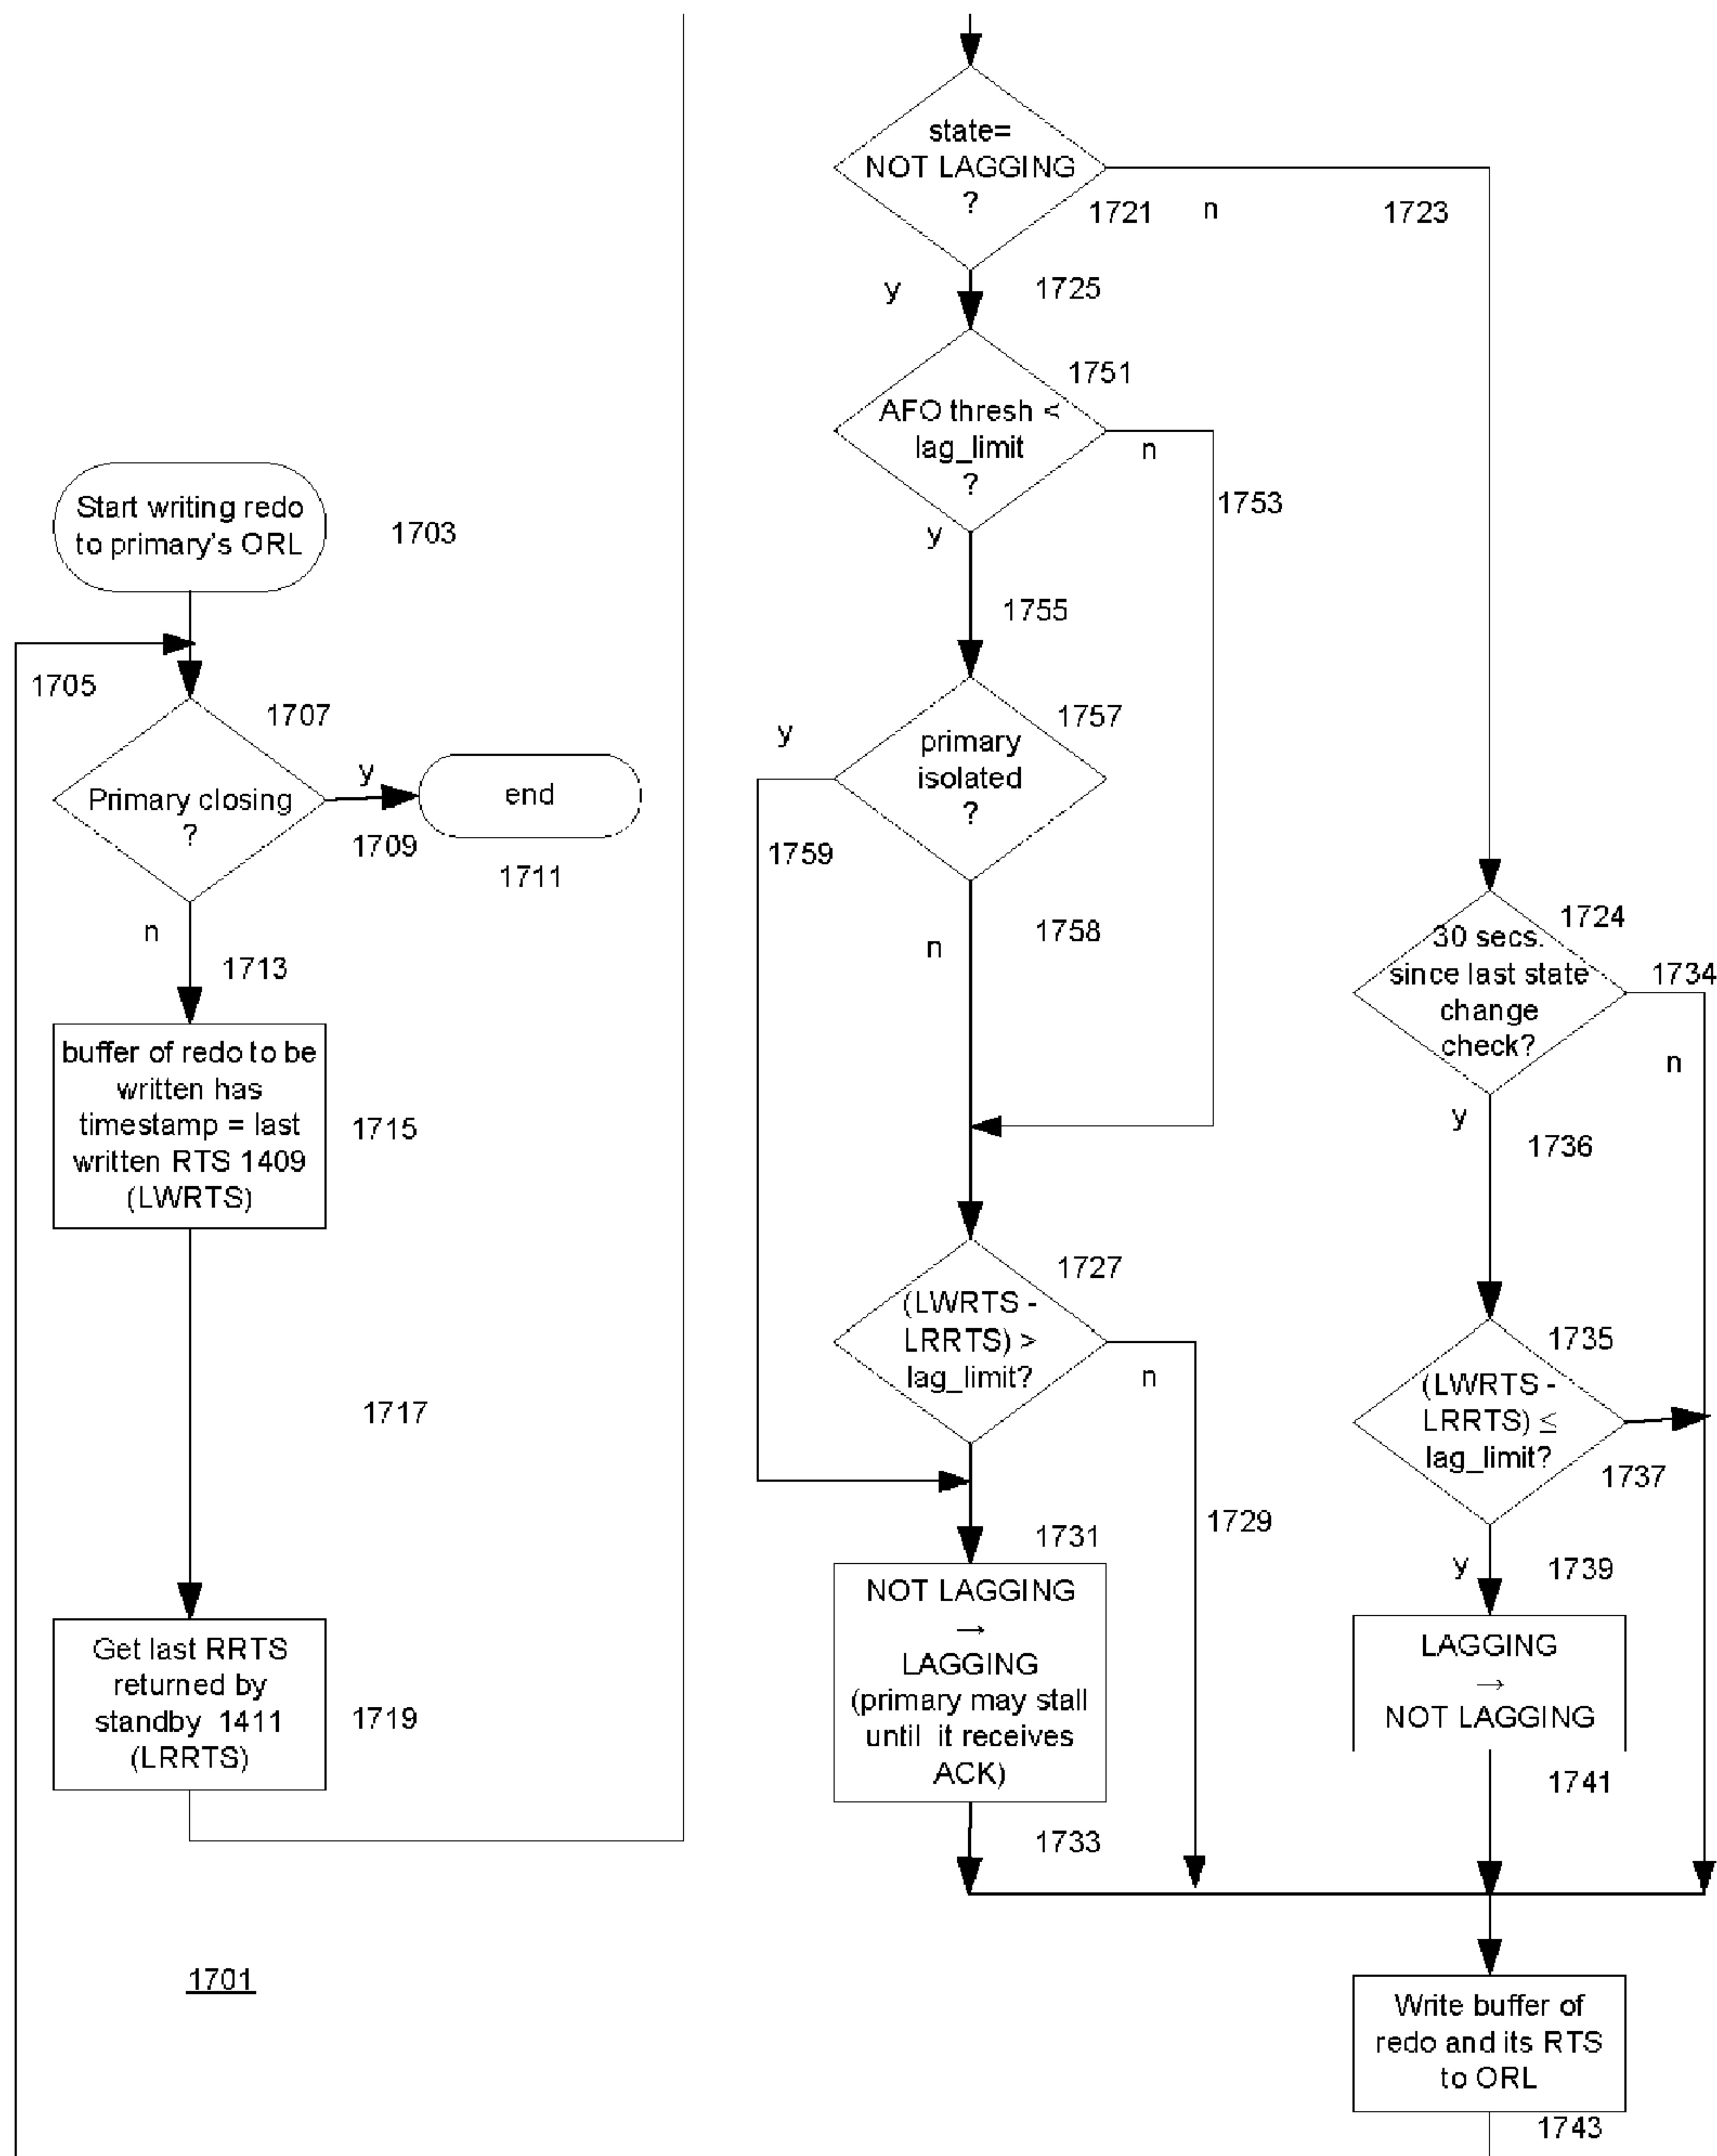 Start writing redo
to primary's ORL
1703
1705
1707
Primary closing
?
y
1709
end
1711
n
1713
buffer of redo to be
written has
timestamp = last
written RTS 1409
(LWRTS)
1715
1717
Get last RRTS
returned by
standby 1411
(LRRTS)
1719
1701
state=
NOT LAGGING
?
1721
n
1723
y
1725
AFO thresh <
lag_limit
?
1751
n
1753
y
1755
primary
isolated
?
1757
y
1759
n
1758
(LWRTS -
LRRTS) >
lag_limit?
1727
n
1729
1731
NOT LAGGING
→
LAGGING
(primary may stall
until it receives
ACK)
1733
30 secs.
since last state
change
check?
1724
1734
n
y
1736
(LWRTS -
LRRTS) ≤
lag_limit?
1735
1737
y
1739
LAGGING
→
NOT LAGGING
1741
Write buffer of
redo and its RTS
to ORL
1743